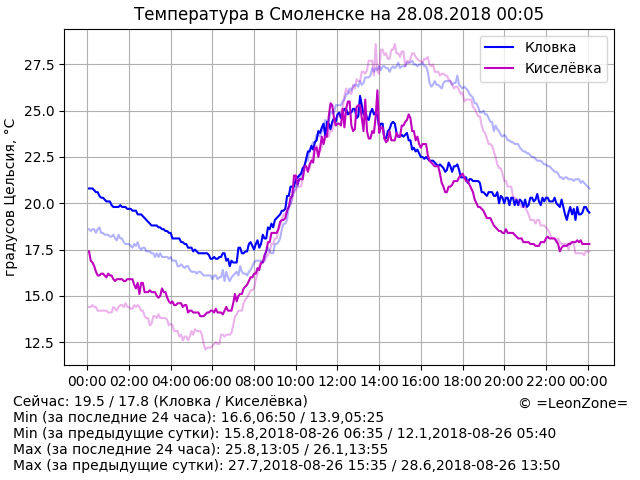 Температура в Смоленске на 28.08.2018 00:05
градусов Цельсия, °C
27.5
25.0
22.5
20.0
17.5
15.0
12.5
Кловка
Киселёвка
00:00 02:00 04:00 06:00 08:00 10:00 12:00 14:00 16:00 18:00 20:00 22:00 00:00
Сейчас: 19.5 / 17.8 (Кловка / Киселёвка)
© =LeonZone=
Min (за последние 24 часа): 16.6,06:50 / 13.9,05:25
Min (за предыдущие сутки): 15.8,2018-08-26 06:35 / 12.1,2018-08-26 05:40
Max (за последние 24 часа): 25.8,13:05 / 26.1,13:55
Max (за предыдущие сутки): 27.7,2018-08-26 15:35 / 28.6,2018-08-26 13:50